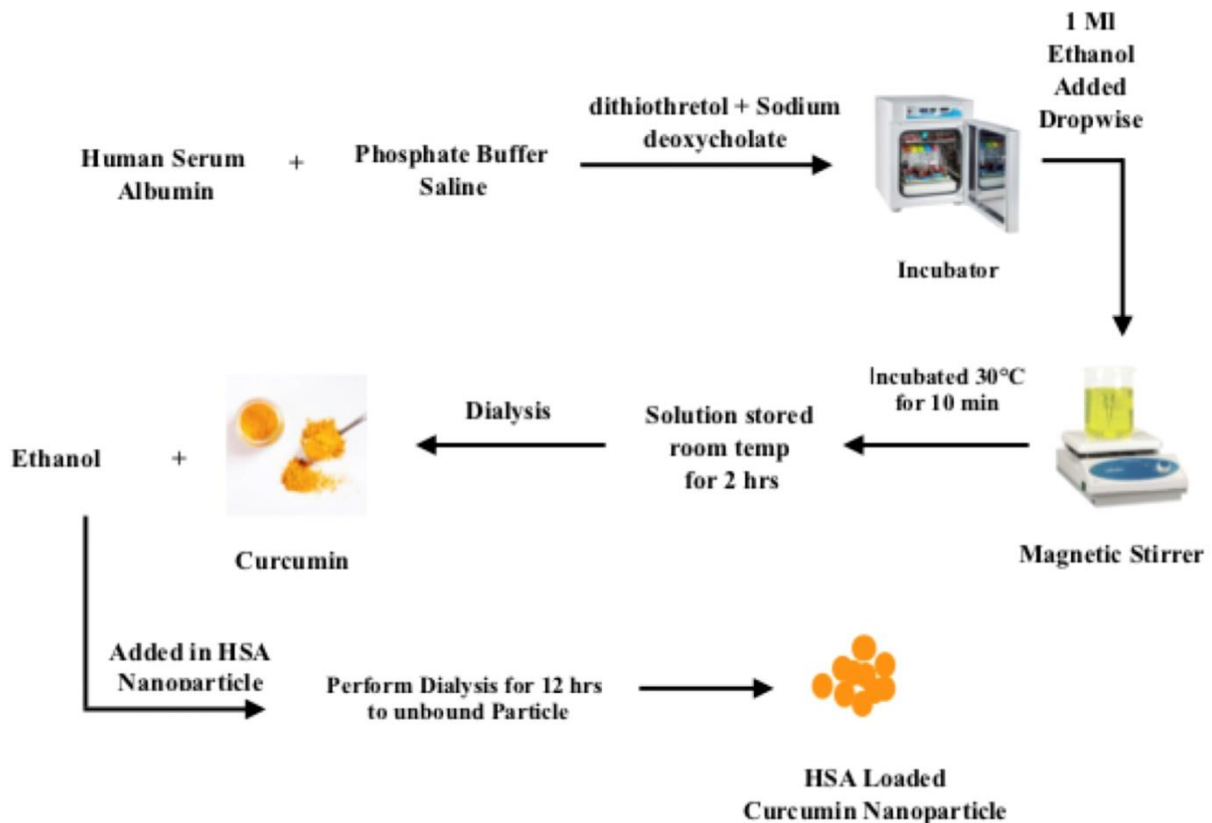 1 Ml
Ethanol
Added
Dropwise
dithiothretol + Sodium
deoxycholate
Human Serum
Albumin
+
Phosphate Buffer
Saline
Incubator
Incubated 30°C
for 10 min
Dialysis
Solution stored
room temp
for 2 hrs
Ethanol
+
Curcumin
Magnetic Stirrer
Added in HSA
Nanoparticle
Perform Dialysis for 12 hrs
to unbound Particle
HSA Loaded
Curcumin Nanoparticle